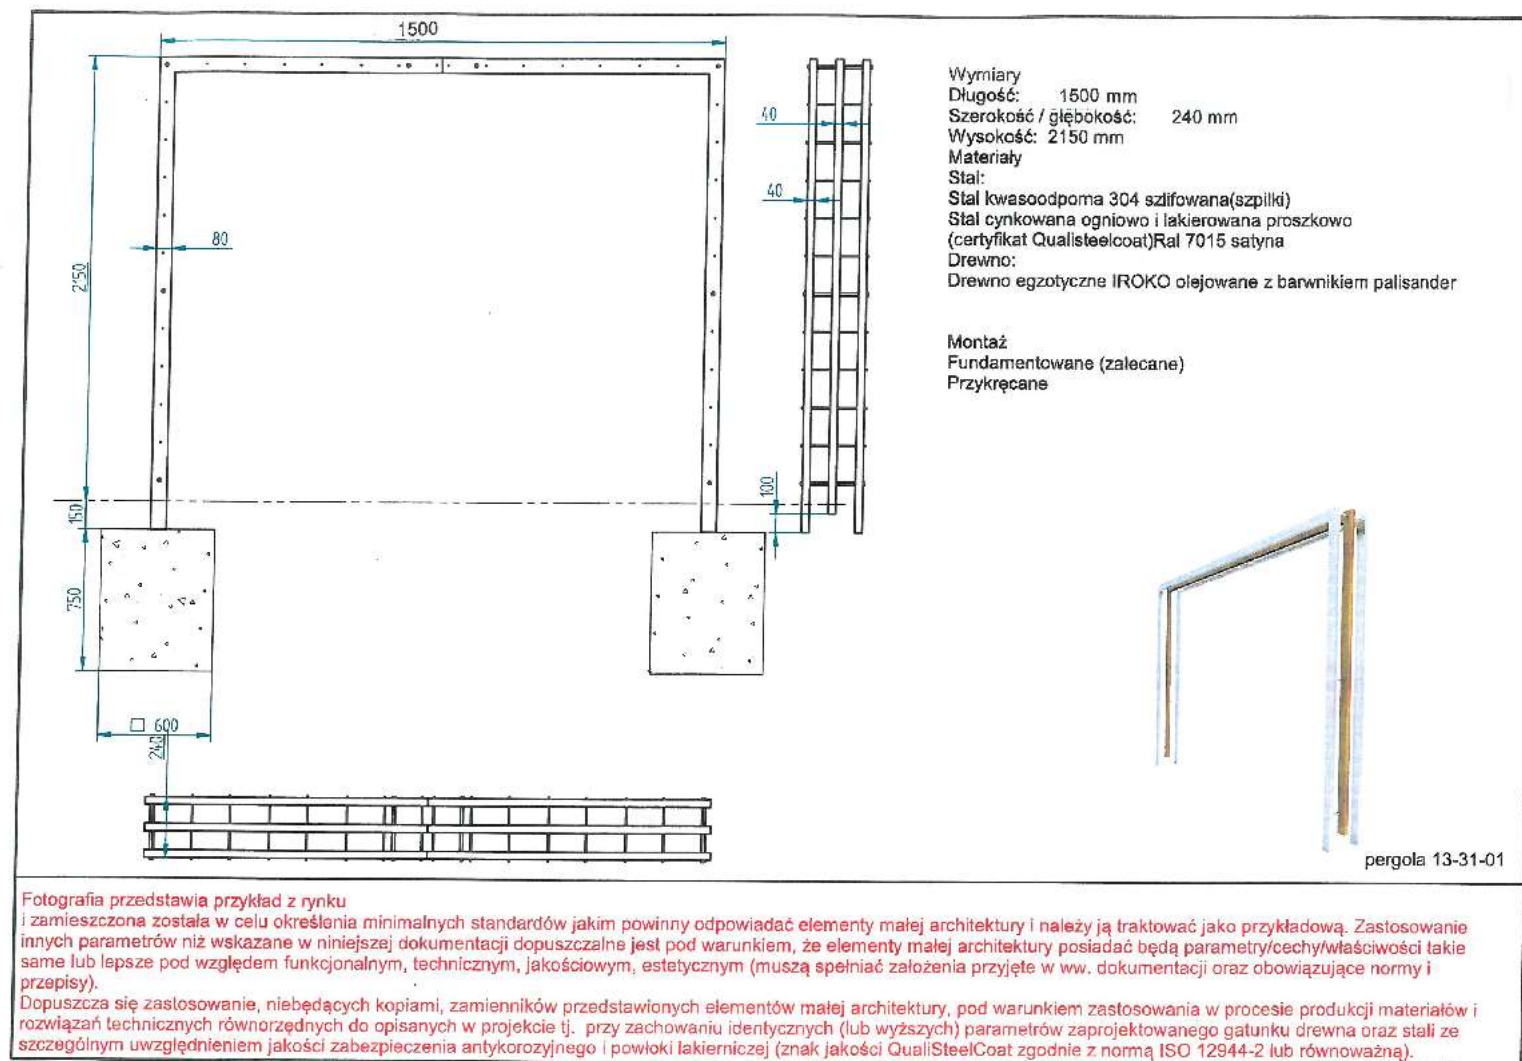 1500
Wymiary
Długość: 1500 mm
Szerokość / głębokość: 240 mm
Wysokość: 2150 mm
Materiały
Stal:
Stal kwasoodporna 304 szlifowana(szpilki)
Stal cynkowana ogniowo i lakierowana proszkowo
(certyfikat Qualisteelcoat)Ral 7015 satyna
Drewno:
Drewno egzotyczne IROKO olejowane z barwnikiem palisander
Montaż
Fundamentowane (zalecane)
Przykręcane
40
40
80
2150
100
150
750
□ 600
240
pergola 13-31-01
Fotografia przedstawia przykład z rynku
i zamieszczona została w celu określenia minimalnych standardów jakim powinny odpowiadać elementy małej architektury i należy ją traktować jako przykładową. Zastosowanie
innych parametrów niż wskazane w niniejszej dokumentacji dopuszczalne jest pod warunkiem, że elementy małej architektury posiadać będą parametry/cechy/właściwości takie
same lub lepsze pod względem funkcjonalnym, technicznym, jakościowym, estetycznym (muszą spełniać założenia przyjęte w ww. dokumentacji oraz obowiązujące normy i
przepisy).
Dopuszcza się zastosowanie, niebędących kopiami, zamienników przedstawionych elementów małej architektury, pod warunkiem zastosowania w procesie produkcji materiałów i
rozwiązań technicznych równorzędnych do opisanych w projekcie tj. przy zachowaniu identycznych (lub wyższych) parametrów zaprojektowanego gatunku drewna oraz stali ze
szczególnym uwzględnieniem jakości zabezpieczenia antykorozyjnego i powłoki lakierniczej (znak jakości QualiSteelCoat zgodnie z normą ISO 12944-2 lub równoważną).